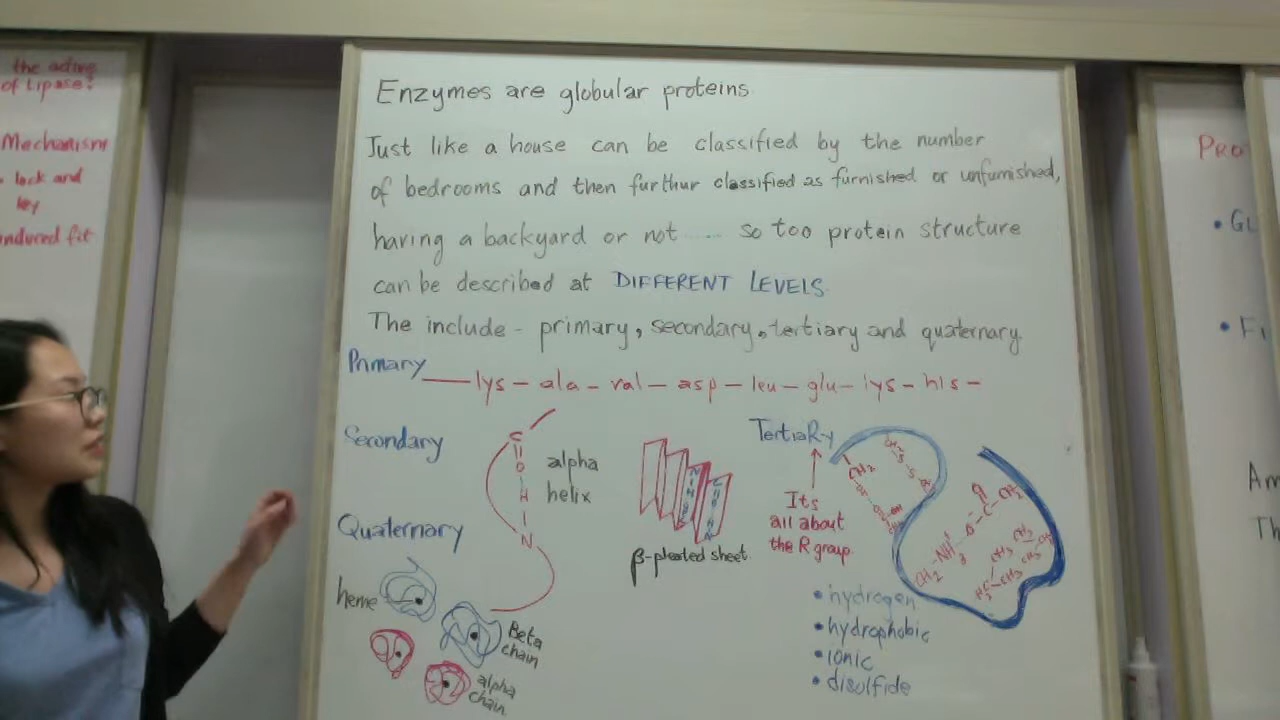 the acting
of Lipase?
Mechanism
lock and
key
induced fit
Enzymes are globular proteins.
Just like a house can be classified by the number
of bedrooms and then furthur classified as furnished or unfurnished,
having a backyard or not .... so too protein structure
can be described at DIFFERENT LEVELS.
The include - primary, secondary, tertiary and quaternary.
Primary — lys - ala - val - asp - leu - glu - lys - his -
Secondary
C
O
H
N
alpha
helix
β-pleated sheet
TertiaRy
Its
all about
the R group.
• hydrogen
• hydrophobic
• ionic
• disulfide
Quaternary
heme
Beta
chain
alpha
chain
PRO
• GL
• FI
Am
Th